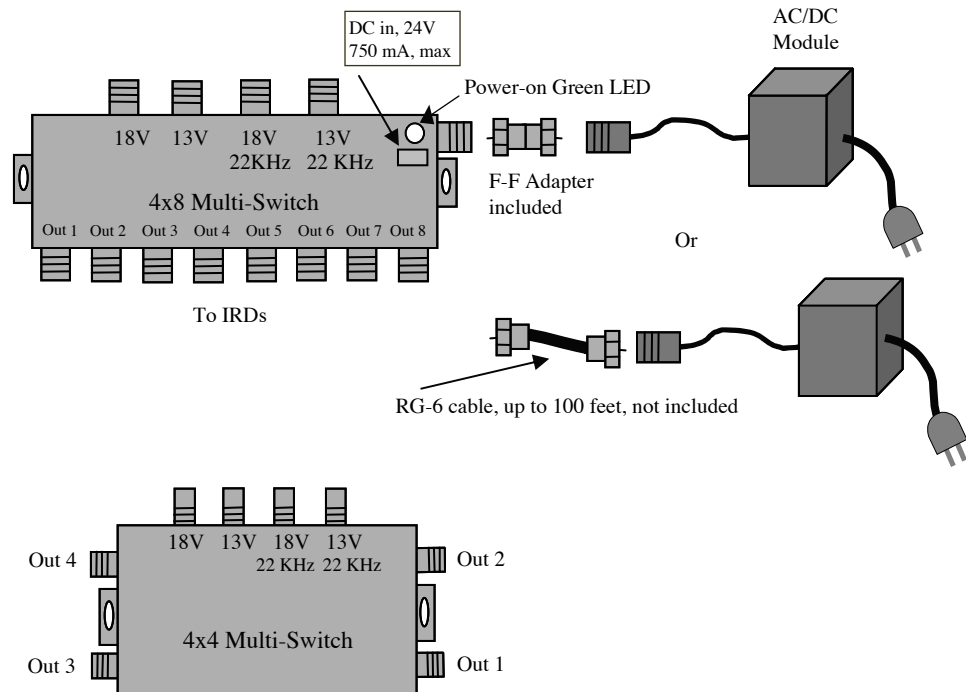 DC in, 24V
750 mA, max
AC/DC
Module
Power-on Green LED
18V 13V 18V 13V
22KHz 22 KHz
4x8 Multi-Switch
F-F Adapter
included
Out 1 Out 2 Out 3 Out 4 Out 5 Out 6 Out 7 Out 8
Or
To IRDs
RG-6 cable, up to 100 feet, not included
18V 13V 18V 13V
22 KHz 22 KHz
Out 4
Out 2
4x4 Multi-Switch
Out 3
Out 1